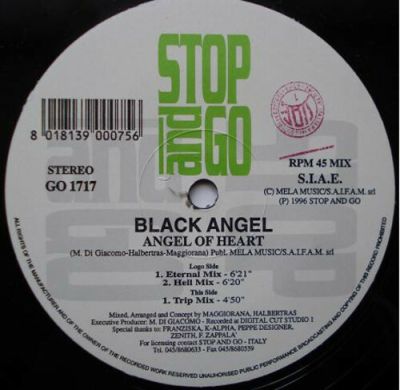 STOP
and
GO
8 018139 000756
STEREO
GO 1717
RPM 45 MIX
S.I.A.E.
(C) MELA MUSIC/S.A.I.F.A.M. srl
(P) 1996 STOP AND GO
BLACK ANGEL
ANGEL OF HEART
(M. Di Giacomo-Halbertras-Maggiorana) Publ. MELA MUSIC/S.A.I.F.A.M. srl
Logo Side
1. Eternal Mix - 6'21"
2. Hell Mix - 6'20"
This Side
1. Trip Mix - 4'50"
Mixed, Arranged and Concept by MAGGIORANA, HALBERTRAS
Executive Producer: M. DI GIACOMO - Recorded at DIGITAL CUT STUDIO 1
Special thanks to: FRANZISKA, K-ALPHA, PEPPE DESIGNER,
ZENITH, F. ZAPPALA'
For licensing contact STOP AND GO - ITALY
Tel. 045/8680633 - Fax 045/8680539
ALL RIGHTS OF THE MANUFACTURER AND OF THE OWNER OF THE RECORDED WORK RESERVED UNAUTHORISED PUBLIC PERFORMANCE BROADCASTING AND COPYING OF THIS RECORD PROHIBITED